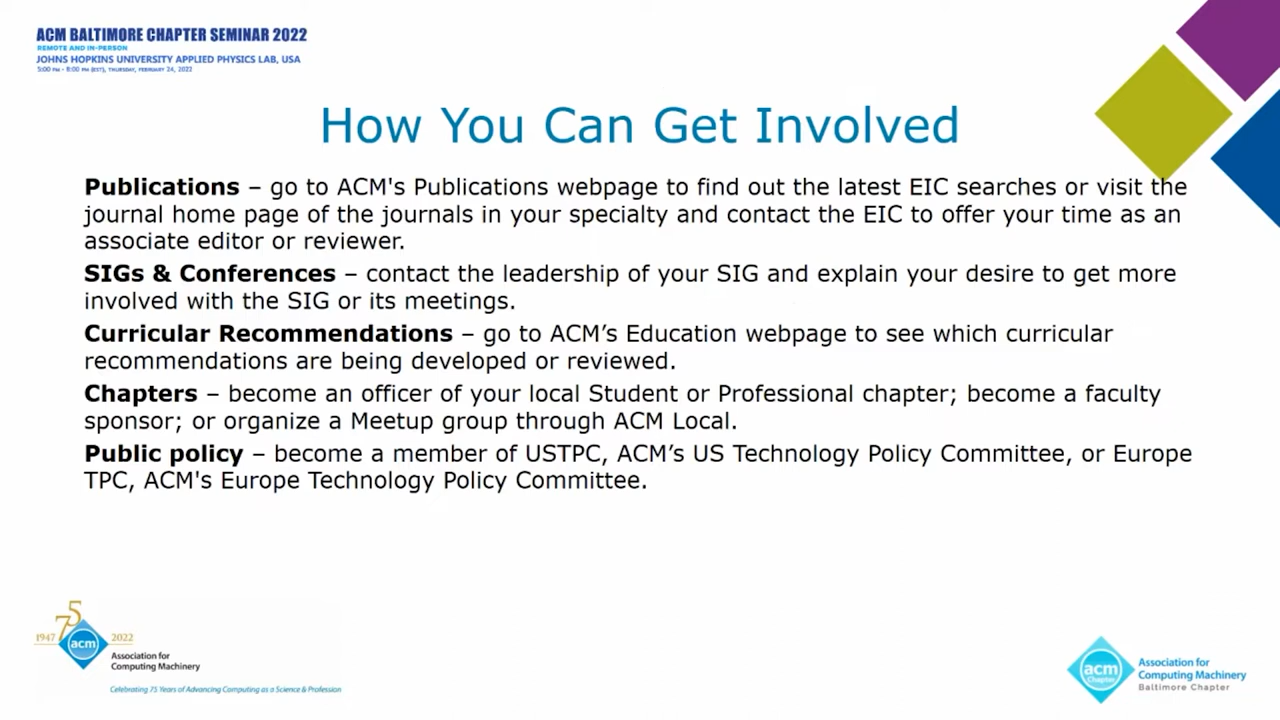 ACM BALTIMORE CHAPTER SEMINAR 2022
REMOTE AND IN-PERSON
JOHNS HOPKINS UNIVERSITY APPLIED PHYSICS LAB, USA
5:00 PM - 8:00 PM (EST), THURSDAY, FEBRUARY 24, 2022
How You Can Get Involved
Publications – go to ACM's Publications webpage to find out the latest EIC searches or visit the
journal home page of the journals in your specialty and contact the EIC to offer your time as an
associate editor or reviewer.
SIGs & Conferences – contact the leadership of your SIG and explain your desire to get more
involved with the SIG or its meetings.
Curricular Recommendations – go to ACM’s Education webpage to see which curricular
recommendations are being developed or reviewed.
Chapters – become an officer of your local Student or Professional chapter; become a faculty
sponsor; or organize a Meetup group through ACM Local.
Public policy – become a member of USTPC, ACM’s US Technology Policy Committee, or Europe
TPC, ACM's Europe Technology Policy Committee.
75
1947 2022
acm
Association for
Computing Machinery
Celebrating 75 Years of Advancing Computing as a Science & Profession
acm
Chapter
Association for
Computing Machinery
Baltimore Chapter